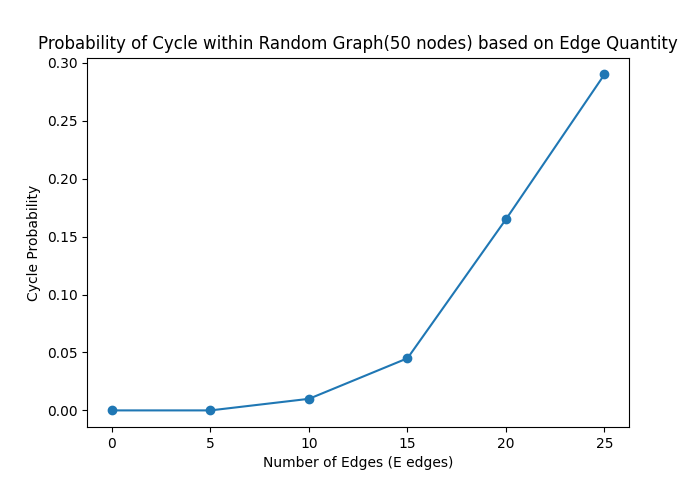 Probability of Cycle within Random Graph(50 nodes) based on Edge Quantity
0.30
0.25
0.20
0.15
0.10
0.05
0.00
Cycle Probability
0 5 10 15 20 25
Number of Edges (E edges)